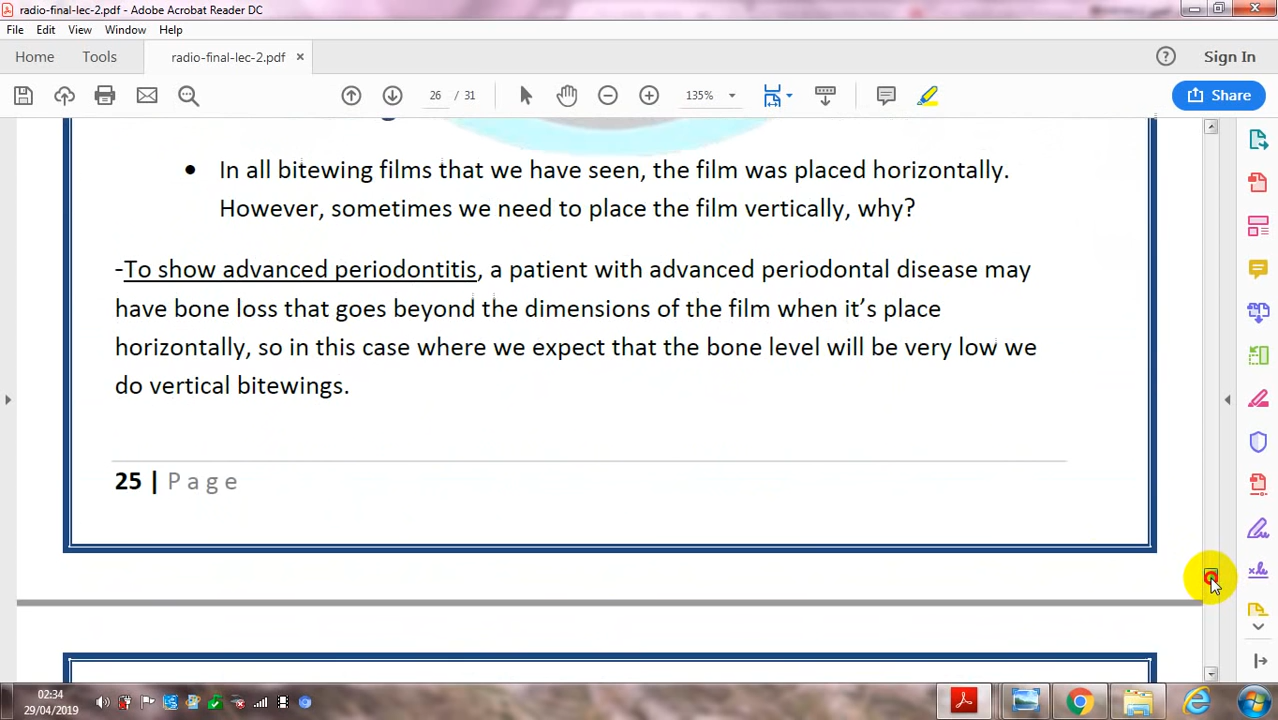 radio-final-lec-2.pdf - Adobe Acrobat Reader DC
File Edit View Window Help
Home Tools radio-final-lec-2.pdf × Sign In
26 / 31 135% Share
• In all bitewing films that we have seen, the film was placed horizontally.
However, sometimes we need to place the film vertically, why?
-To show advanced periodontitis, a patient with advanced periodontal disease may
have bone loss that goes beyond the dimensions of the film when it’s place
horizontally, so in this case where we expect that the bone level will be very low we
do vertical bitewings.
25 | P a g e
02:34
29/04/2019